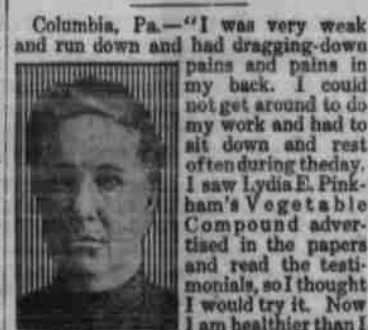 Columbia, Pa.—"I was very weak
and run down and had dragging-down
pains and pains in
my back. I could
not get around to do
my work and had to
sit down and rest
often during theday.
I saw Lydia E. Pink-
ham's Vegetable
Compound adver-
tised in the papers
and read the testi-
monials, so I thought
I would try it. Now
I am healthier than I